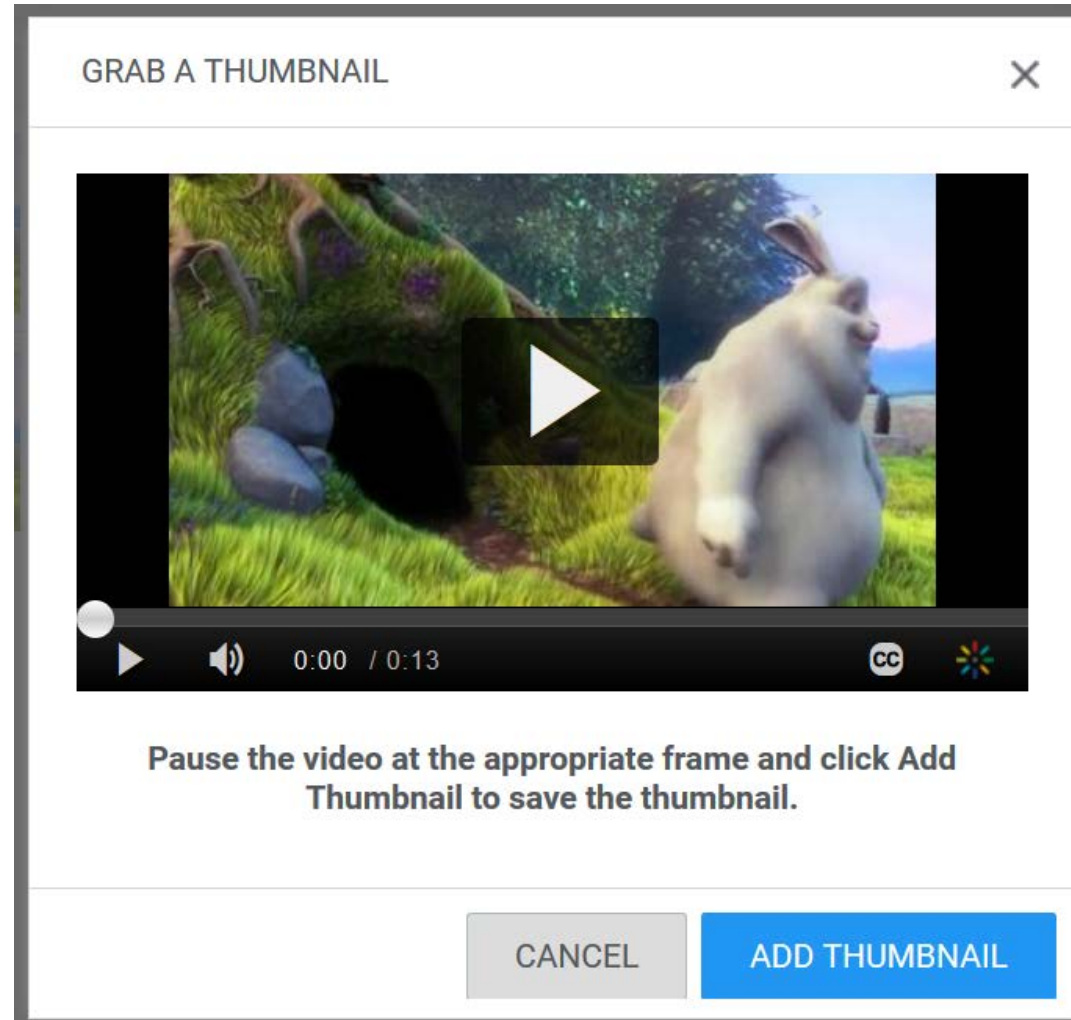 GRAB A THUMBNAIL
0:00 / 0:13
CC
Pause the video at the appropriate frame and click Add
Thumbnail to save the thumbnail.
CANCEL
ADD THUMBNAIL